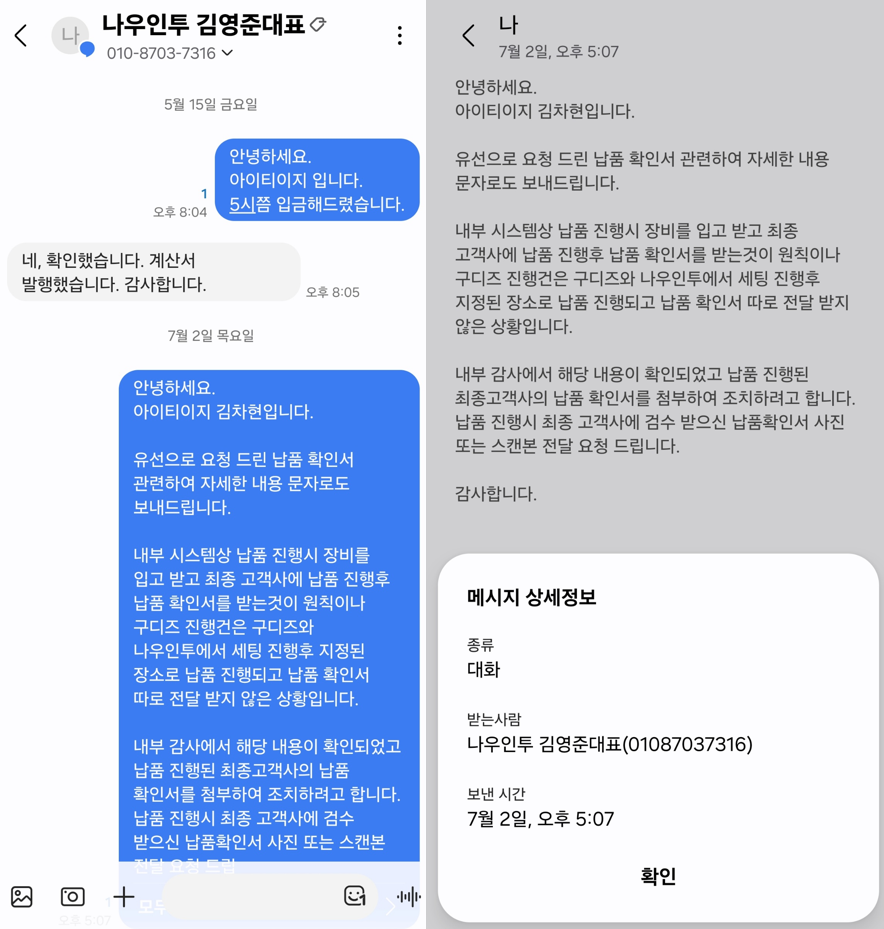 나우인투 김영준대표
나
010-8703-7316
5월 15일 금요일
안녕하세요.
아이티이지 입니다.
5시쯤 입금해드렸습니다.
1
오후 8:04
네, 확인했습니다. 계산서
발행했습니다. 감사합니다.
오후 8:05
7월 2일 목요일
안녕하세요.
아이티이지 김차현입니다.
유선으로 요청 드린 납품 확인서
관련하여 자세한 내용 문자로도
보내드립니다.
내부 시스템상 납품 진행시 장비를
입고 받고 최종 고객사에 납품 진행후
납품 확인서를 받는것이 원칙이나
구디즈 진행건은 구디즈와
나우인투에서 세팅 진행후 지정된
장소로 납품 진행되고 납품 확인서
따로 전달 받지 않은 상황입니다.
내부 감사에서 해당 내용이 확인되었고
납품 진행된 최종고객사의 납품
확인서를 첨부하여 조치하려고 합니다.
납품 진행시 최종 고객사에 검수
받으신 납품확인서 사진 또는 스캔본
전달 요청 드립
모두
1
오후 5:07
나
7월 2일, 오후 5:07
안녕하세요.
아이티이지 김차현입니다.
유선으로 요청 드린 납품 확인서 관련하여 자세한 내용
문자로도 보내드립니다.
내부 시스템상 납품 진행시 장비를 입고 받고 최종
고객사에 납품 진행후 납품 확인서를 받는것이 원칙이나
구디즈 진행건은 구디즈와 나우인투에서 세팅 진행후
지정된 장소로 납품 진행되고 납품 확인서 따로 전달 받지
않은 상황입니다.
내부 감사에서 해당 내용이 확인되었고 납품 진행된
최종고객사의 납품 확인서를 첨부하여 조치하려고 합니다.
납품 진행시 최종 고객사에 검수 받으신 납품확인서 사진
또는 스캔본 전달 요청 드립니다.
감사합니다.
메시지 상세정보
종류
대화
받는사람
나우인투 김영준대표(01087037316)
보낸 시간
7월 2일, 오후 5:07
확인